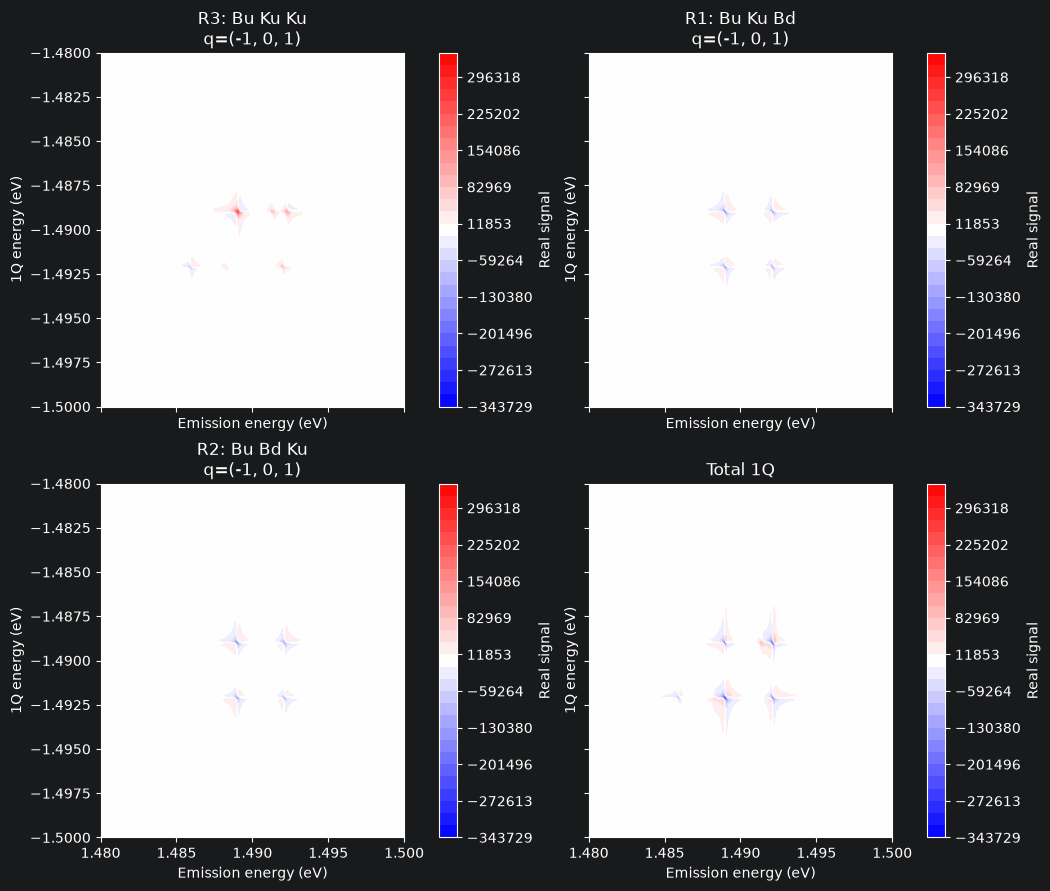 R3: Bu Ku Ku
q=(-1, 0, 1)
−1.4800
−1.4825
−1.4850
−1.4875
−1.4900
−1.4925
−1.4950
−1.4975
−1.5000
1Q energy (eV)
Emission energy (eV)
296318
225202
154086
82969
11853
−59264
−130380
−201496
−272613
−343729
Real signal
R1: Bu Ku Bd
q=(-1, 0, 1)
1Q energy (eV)
Emission energy (eV)
296318
225202
154086
82969
11853
−59264
−130380
−201496
−272613
−343729
Real signal
R2: Bu Bd Ku
q=(-1, 0, 1)
−1.4800
−1.4825
−1.4850
−1.4875
−1.4900
−1.4925
−1.4950
−1.4975
−1.5000
1Q energy (eV)
1.480 1.485 1.490 1.495 1.500
Emission energy (eV)
296318
225202
154086
82969
11853
−59264
−130380
−201496
−272613
−343729
Real signal
Total 1Q
1Q energy (eV)
1.480 1.485 1.490 1.495 1.500
Emission energy (eV)
296318
225202
154086
82969
11853
−59264
−130380
−201496
−272613
−343729
Real signal